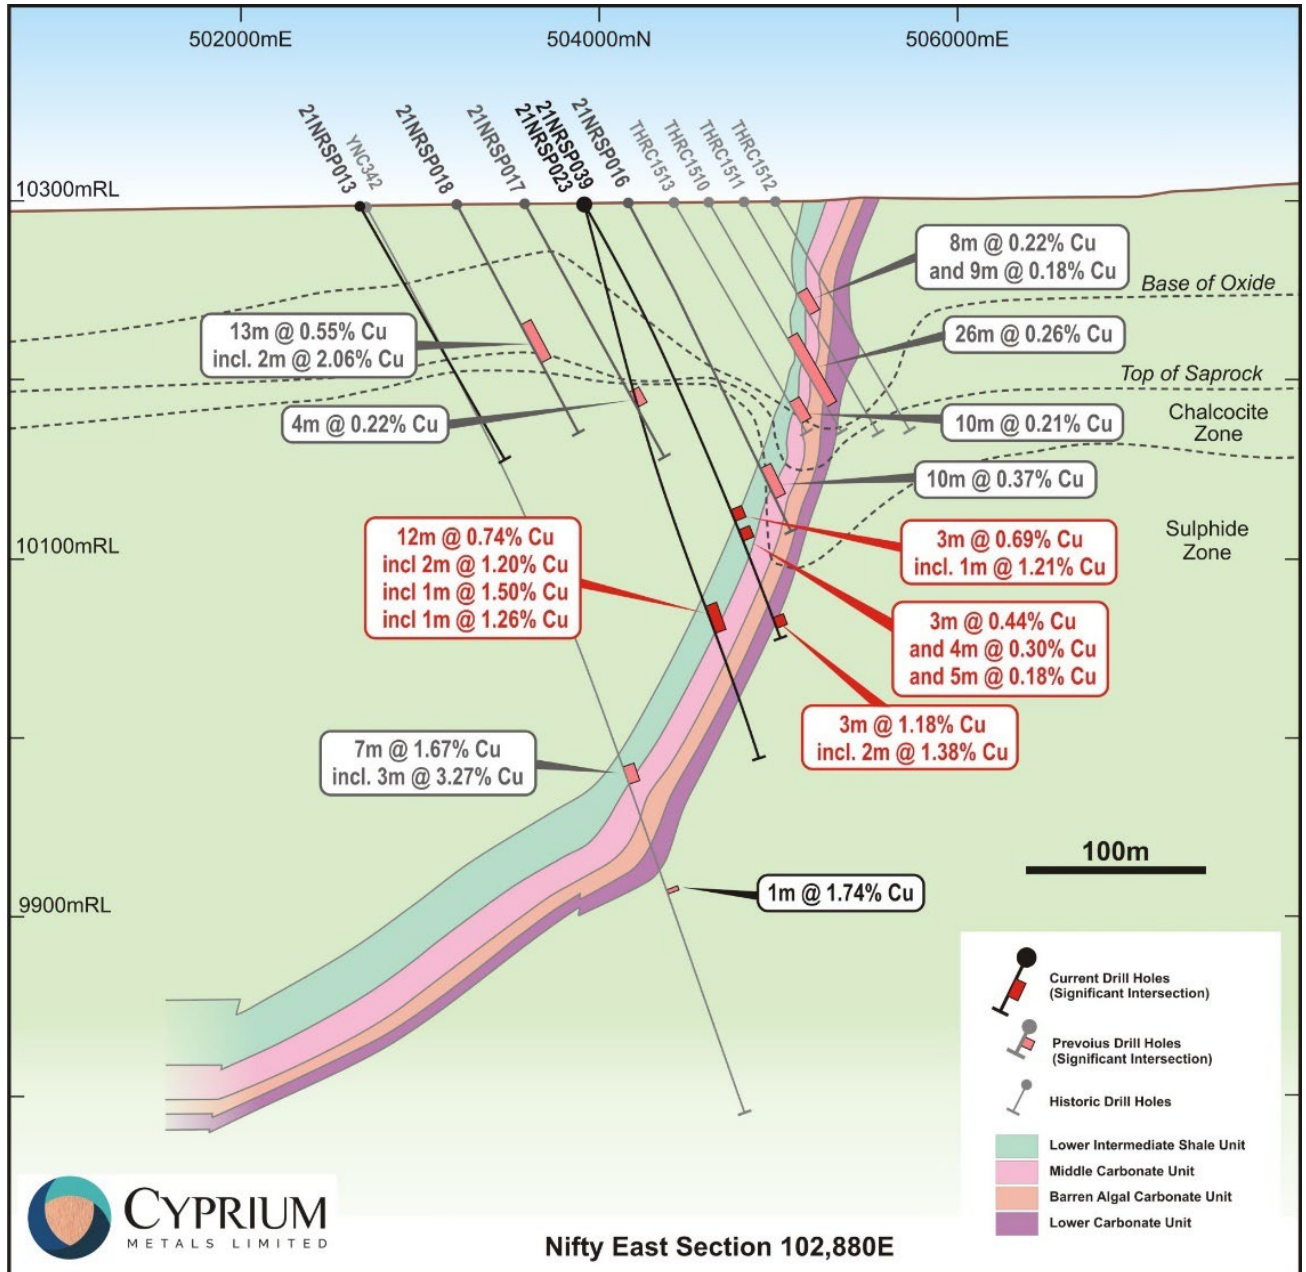 502000mE
504000mN
506000mE
21NRSP013
YNC342
21NRSP018
21NRSP017
21NRSP023
21NRSP039
21NRSP016
THRC1513
THRC1510
THRC1511
THRC1512
10300mRL
8m @ 0.22% Cu
and 9m @ 0.18% Cu
Base of Oxide
13m @ 0.55% Cu
incl. 2m @ 2.06% Cu
26m @ 0.26% Cu
Top of Saprock
4m @ 0.22% Cu
10m @ 0.21% Cu
Chalcocite
Zone
10m @ 0.37% Cu
10100mRL
12m @ 0.74% Cu
incl 2m @ 1.20% Cu
incl 1m @ 1.50% Cu
incl 1m @ 1.26% Cu
3m @ 0.69% Cu
incl. 1m @ 1.21% Cu
Sulphide
Zone
3m @ 0.44% Cu
and 4m @ 0.30% Cu
and 5m @ 0.18% Cu
3m @ 1.18% Cu
incl. 2m @ 1.38% Cu
7m @ 1.67% Cu
incl. 3m @ 3.27% Cu
100m
1m @ 1.74% Cu
9900mRL
Current Drill Holes
(Significant Intersection)
Prevoius Drill Holes
(Significant Intersection)
Historic Drill Holes
Lower Intermediate Shale Unit
Middle Carbonate Unit
Barren Algal Carbonate Unit
Lower Carbonate Unit
CYPRIUM
METALS LIMITED
Nifty East Section 102,880E